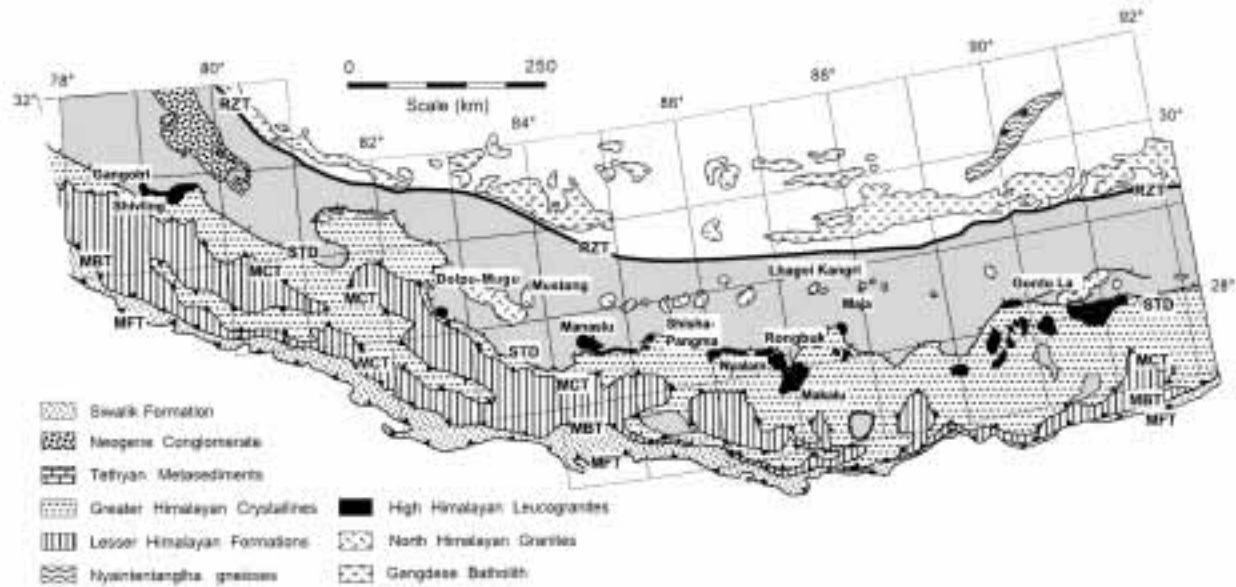 92°
90°
88°
86°
84°
82°
80°
78°
32°
30°
28°
0 250
Scale (km)
RZT
RZT
RZT
Gangotri
Shivling
STD
MBT
MCT
MCT
MFT
MCT
Dolpo-Mugu
Mustang
Lhagoi Kangri
Maja
Gonto La
STD
Manaslu
Shisha-
Pangma
Rongbuk
STD
Nyalam
Makalu
MCT
MBT
MFT
MCT
MBT
MFT
Siwalik Formation
Neogene Conglomerate
Tethyan Metasediments
Greater Himalayan Crystallines
Lesser Himalayan Formations
High Himalayan Leucogranites
North Himalayan Granites
Gangdese Batholith